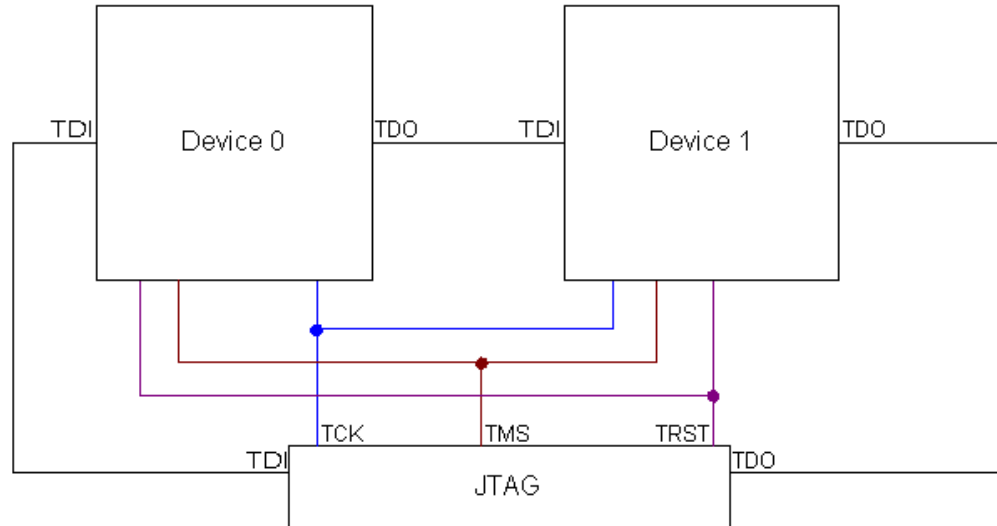 TDI
Device 0
TDO
TDI
Device 1
TDO
TCK
TMS
TRST
TDI
JTAG
TDO